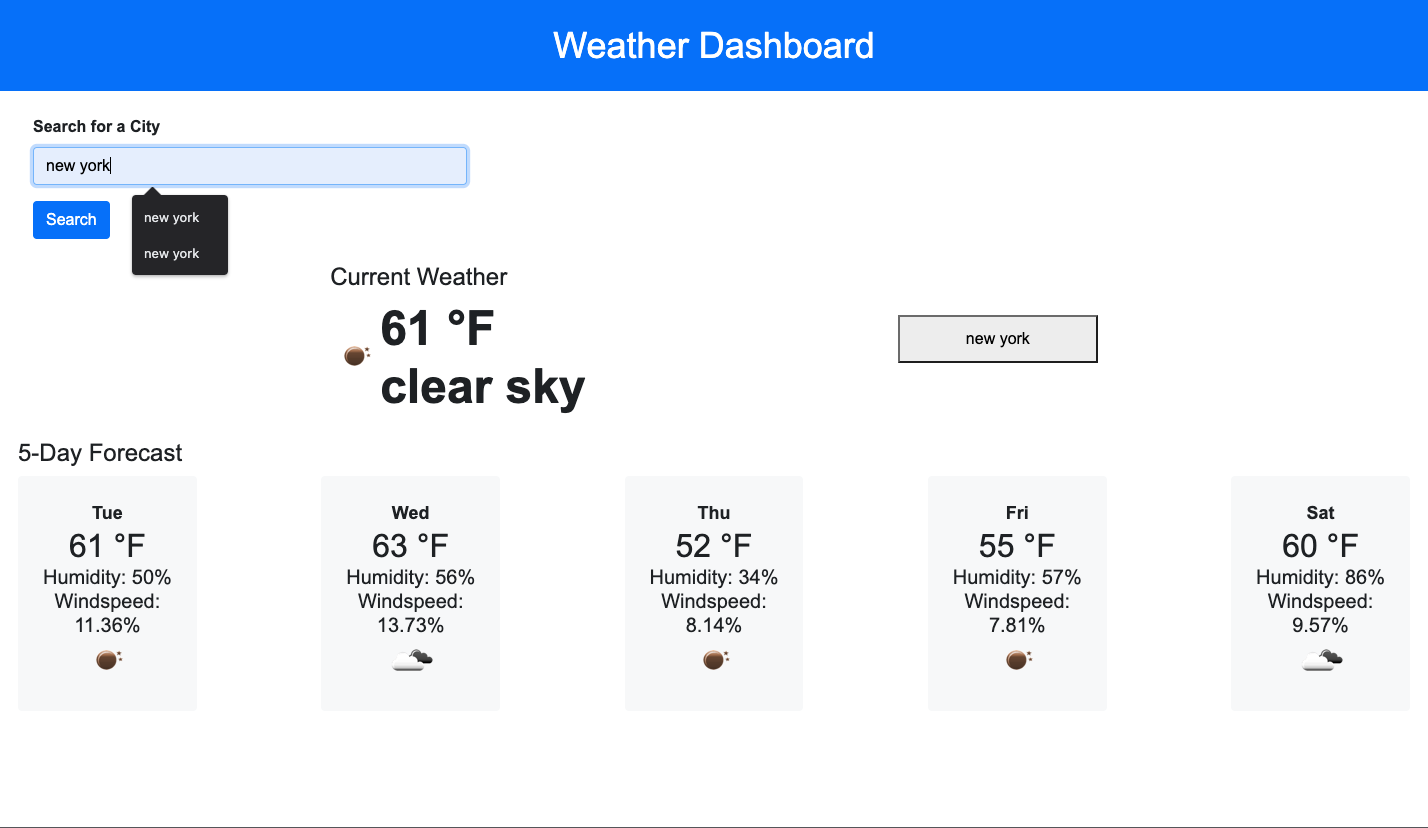 Weather Dashboard
Search for a City
new york
Search
new york
new york
Current Weather
61 °F
clear sky
new york
5-Day Forecast
Tue
61 °F
Humidity: 50%
Windspeed:
11.36%
Wed
63 °F
Humidity: 56%
Windspeed:
13.73%
Thu
52 °F
Humidity: 34%
Windspeed:
8.14%
Fri
55 °F
Humidity: 57%
Windspeed:
7.81%
Sat
60 °F
Humidity: 86%
Windspeed:
9.57%